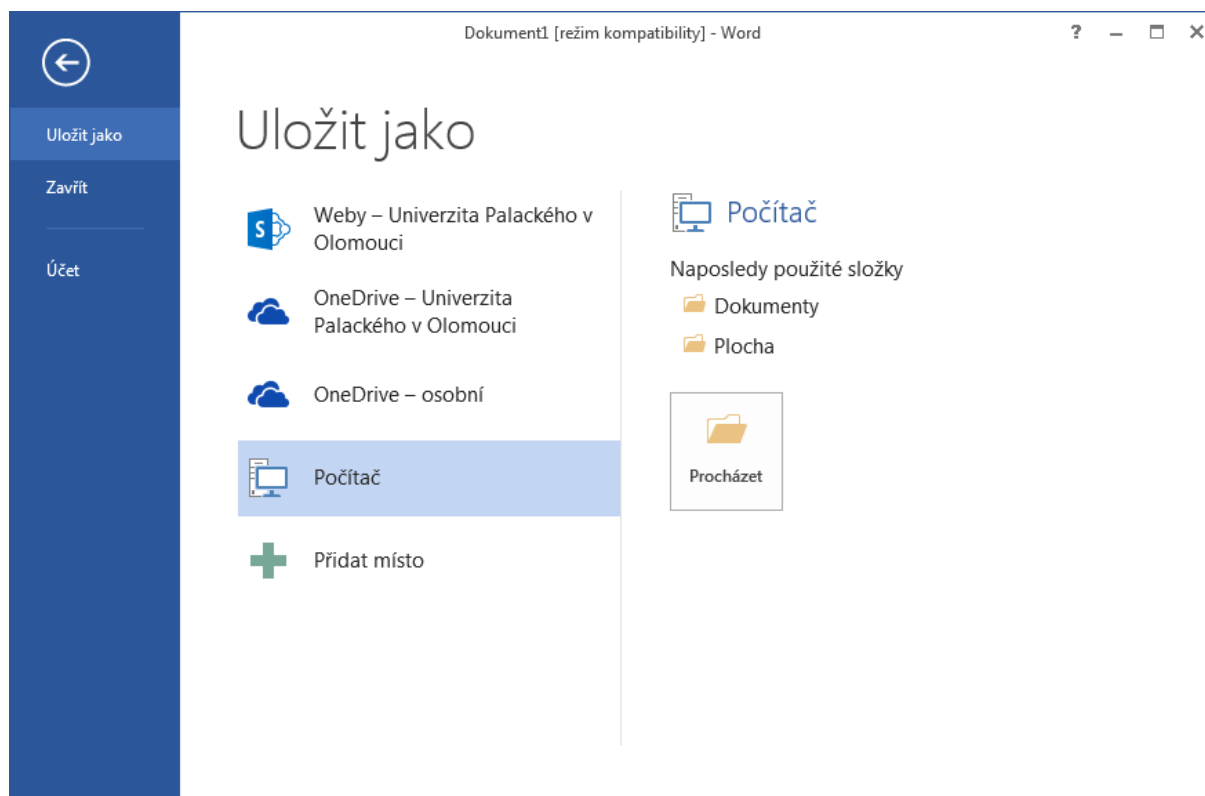 Dokument1 [režim kompatibility] - Word
?
Uložit jako
Zavřít
Účet
Uložit jako
S
Weby – Univerzita Palackého v
Olomouci
OneDrive – Univerzita
Palackého v Olomouci
OneDrive – osobní
Počítač
Přidat místo
Počítač
Naposledy použité složky
Dokumenty
Plocha
Procházet